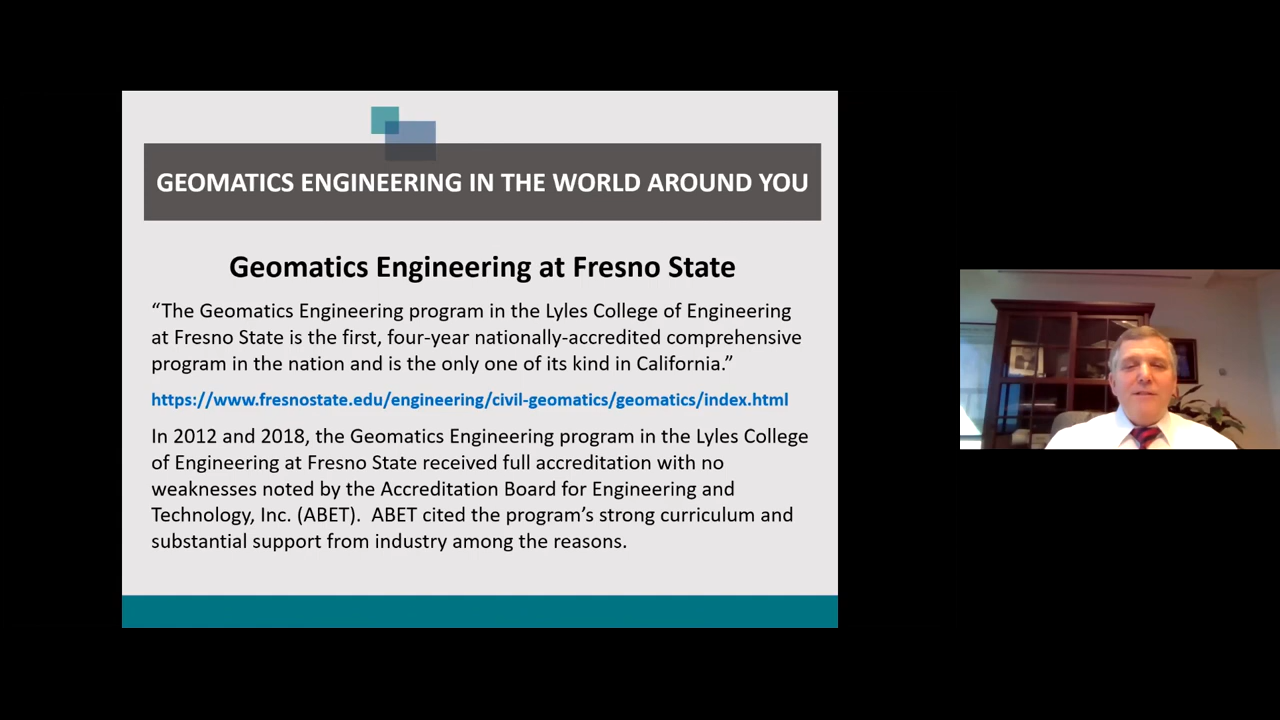 GEOMATICS ENGINEERING IN THE WORLD AROUND YOU
Geomatics Engineering at Fresno State
“The Geomatics Engineering program in the Lyles College of Engineering
at Fresno State is the first, four-year nationally-accredited comprehensive
program in the nation and is the only one of its kind in California.”
https://www.fresnostate.edu/engineering/civil-geomatics/geomatics/index.html
In 2012 and 2018, the Geomatics Engineering program in the Lyles College
of Engineering at Fresno State received full accreditation with no
weaknesses noted by the Accreditation Board for Engineering and
Technology, Inc. (ABET).  ABET cited the program’s strong curriculum and
substantial support from industry among the reasons.